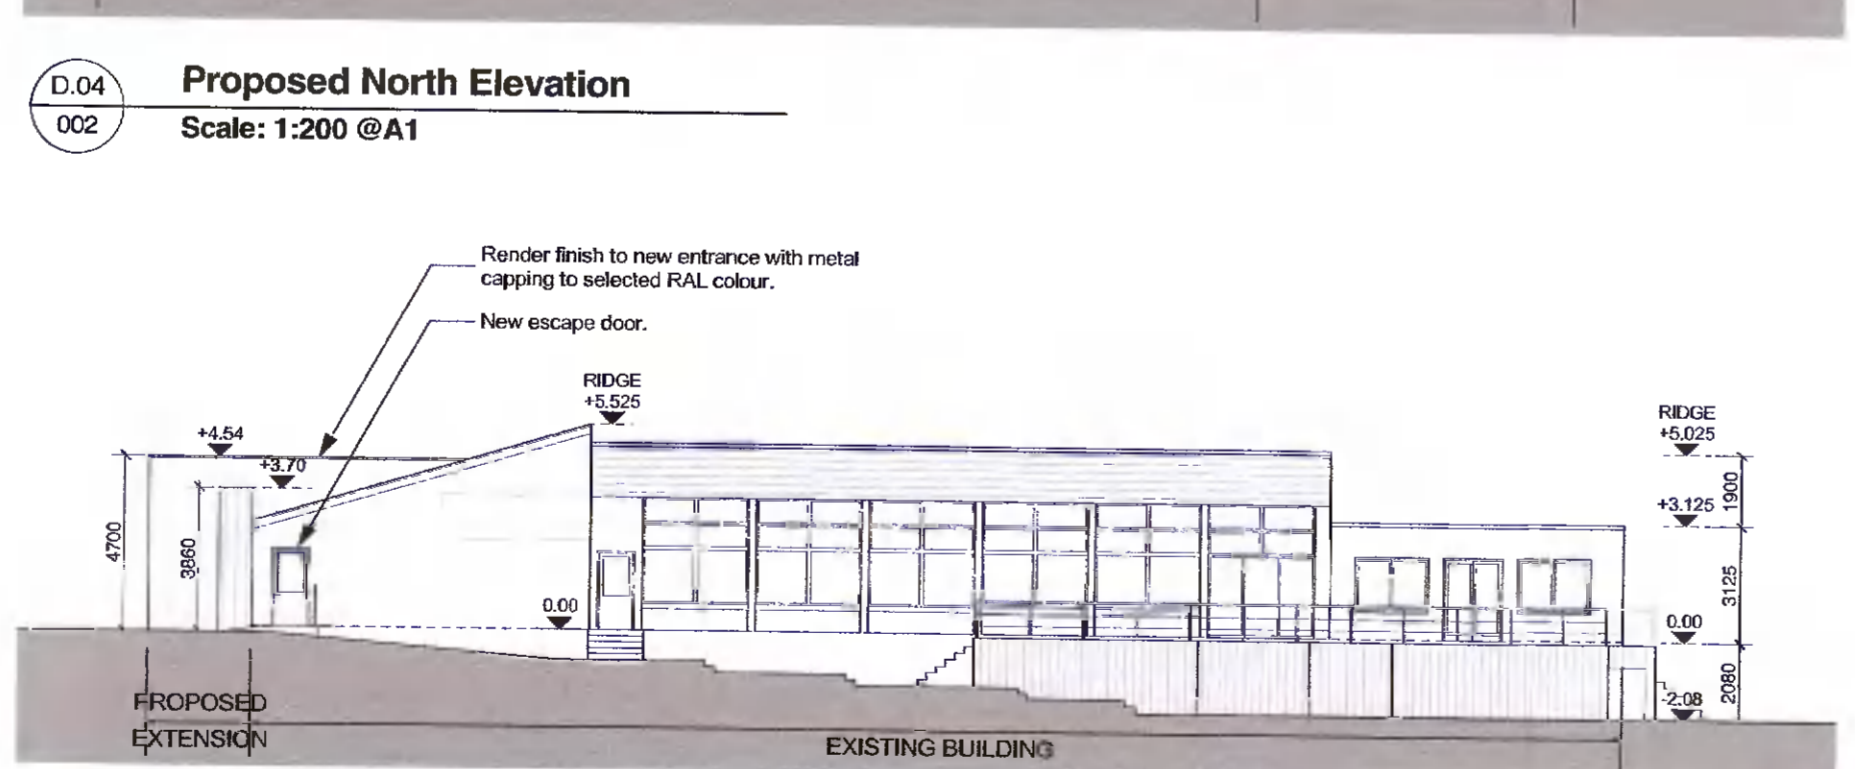 D.04
002
Proposed North Elevation
Scale: 1:200 @A1
Render finish to new entrance with metal
capping to selected RAL colour.
New escape door.
RIDGE
+5.525
RIDGE
+5.025
+4.54
+3.70
+3.125
4700
3860
1900
3125
2080
0.00
0.00
-2.08
PROPOSED
EXTENSION
EXISTING BUILDING